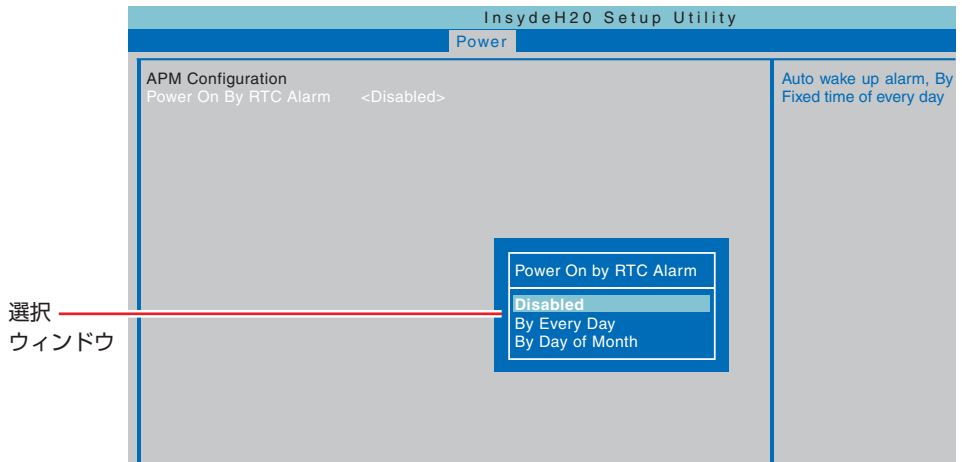 InsydeH20 Setup Utility
Power
APM Configuration
Power On By RTC Alarm <Disabled>
Auto wake up alarm, By
Fixed time of every day
Power On by RTC Alarm
Disabled
By Every Day
By Day of Month
選択
ウィンドウ